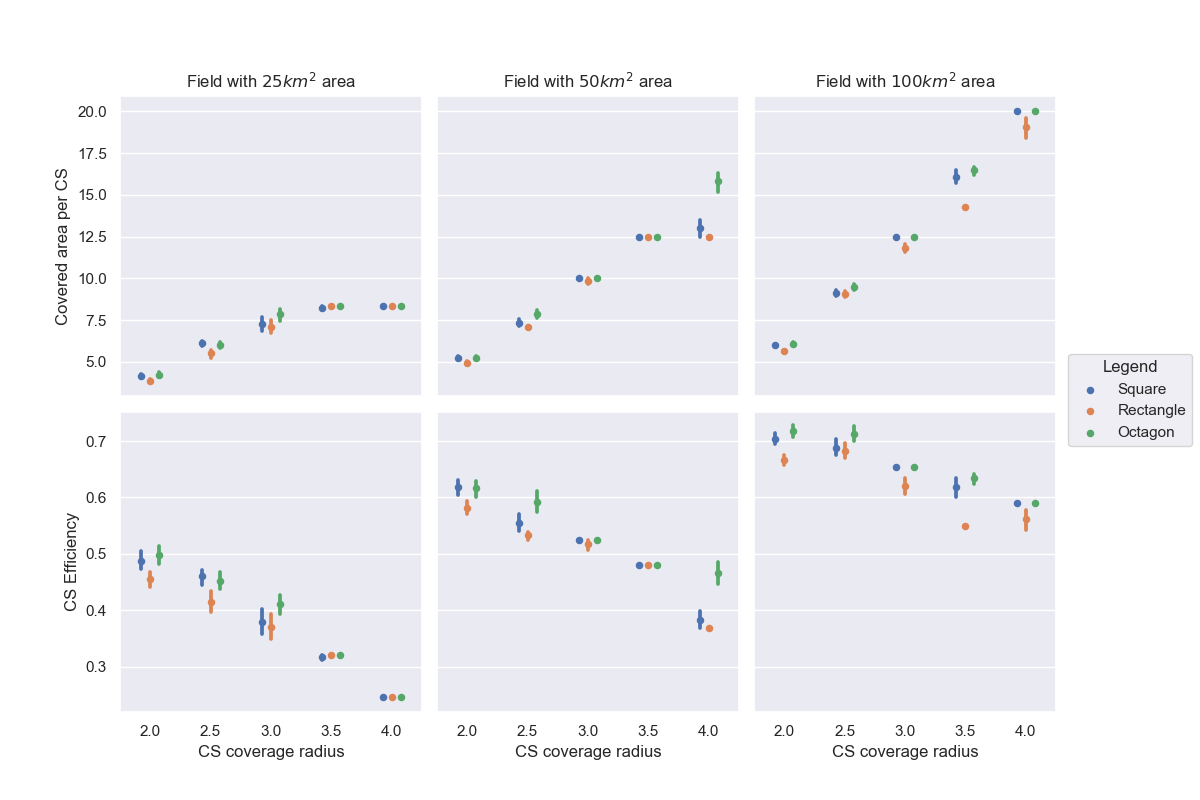 Field with 25km² area
Field with 50km² area
Field with 100km² area
Covered area per CS
20.0
17.5
15.0
12.5
10.0
7.5
5.0
Legend
Square
Rectangle
Octagon
CS Efficiency
0.7
0.6
0.5
0.4
0.3
2.0 2.5 3.0 3.5 4.0
2.0 2.5 3.0 3.5 4.0
2.0 2.5 3.0 3.5 4.0
CS coverage radius
CS coverage radius
CS coverage radius